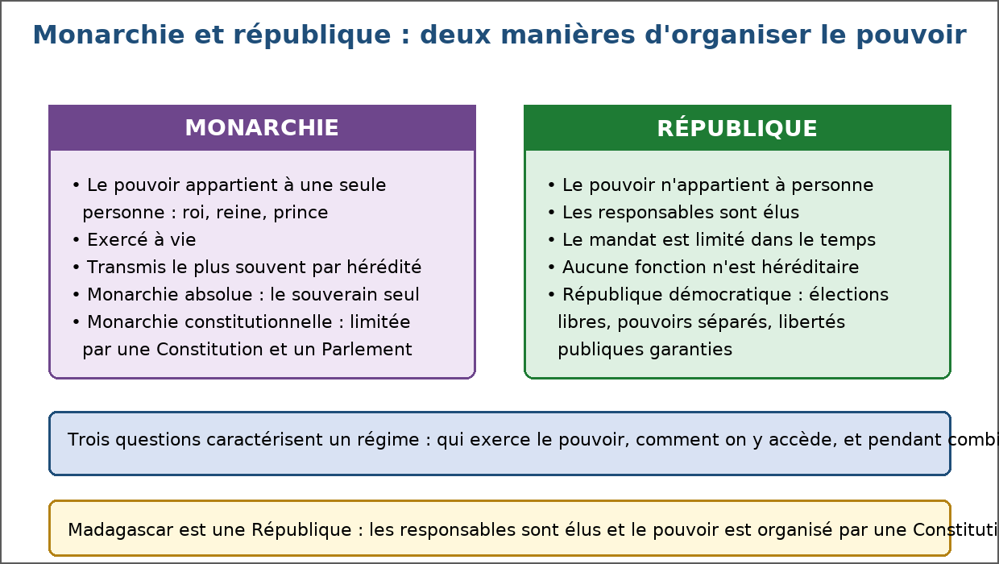 Monarchie et république : deux manières d'organiser le pouvoir
MONARCHIE
• Le pouvoir appartient à une seule
personne : roi, reine, prince
• Exercé à vie
• Transmis le plus souvent par hérédité
• Monarchie absolue : le souverain seul
• Monarchie constitutionnelle : limitée
par une Constitution et un Parlement
RÉPUBLIQUE
• Le pouvoir n'appartient à personne
• Les responsables sont élus
• Le mandat est limité dans le temps
• Aucune fonction n'est héréditaire
• République démocratique : élections
libres, pouvoirs séparés, libertés
publiques garanties
Trois questions caractérisent un régime : qui exerce le pouvoir, comment on y accède, et pendant combi
Madagascar est une République : les responsables sont élus et le pouvoir est organisé par une Constituti